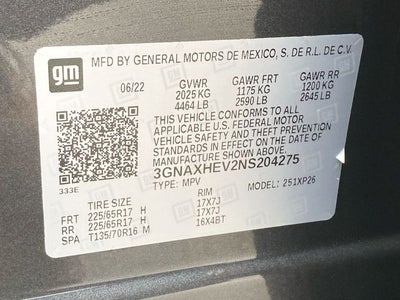 gm
MFD BY GENERAL MOTORS DE MEXICO, S. DE R.L. DE C.V.
06/22 GVWR GAWR FRT GAWR RR
2025 KG 1175 KG 1200 KG
4464 LB 2590 LB 2645 LB
THIS VEHICLE CONFORMS TO ALL
APPLICABLE U.S. FEDERAL MOTOR
VEHICLE SAFETY AND THEFT PREVENTION
STANDARDS IN EFFECT ON THE DATE OF
MANUFACTURE SHOWN ABOVE.
3GNAXHEV2NS204275
333E TYPE: MPV MODEL: 251XP26
TIRE SIZE RIM
FRT 225/65R17 H 17X7J
RR 225/65R17 H 17X7J
SPA T135/70R16 M 16X4BT